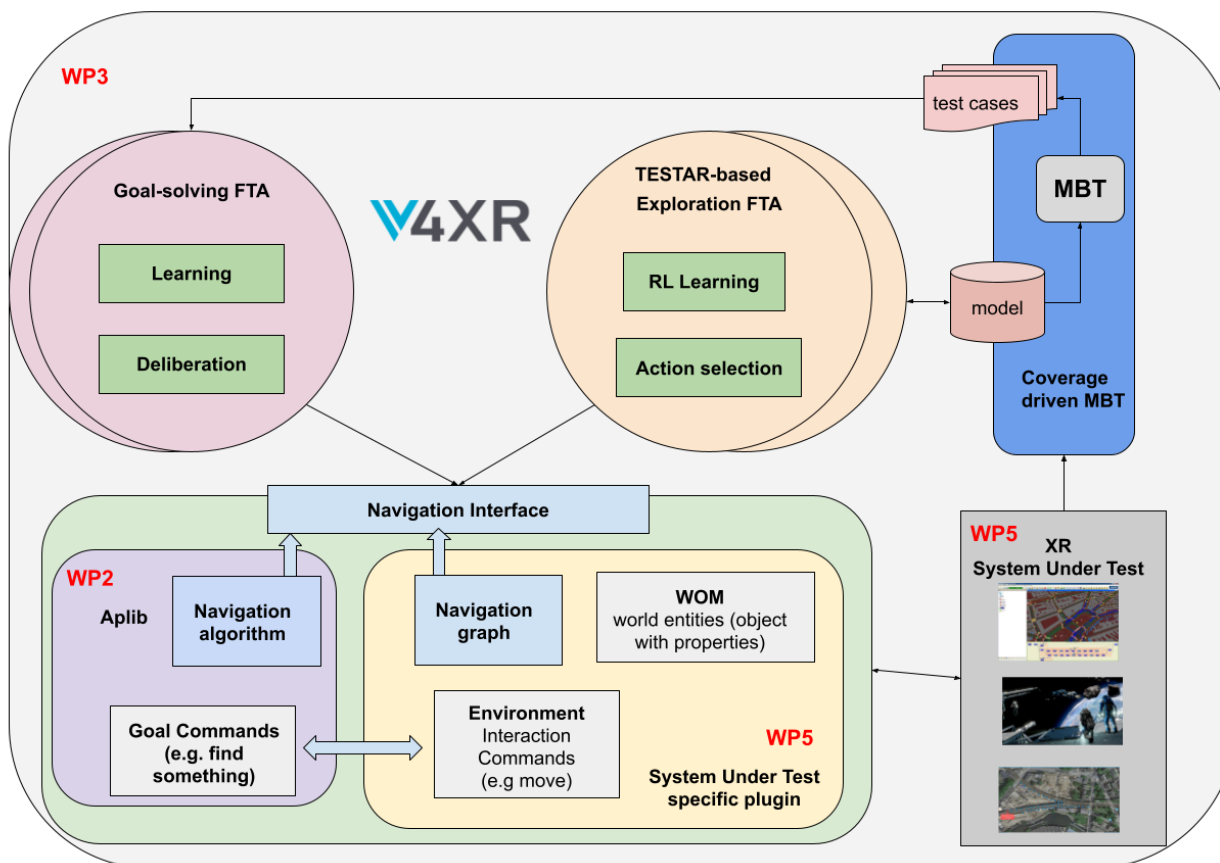 WP3
test cases
Goal-solving FTA
TESTAR-based
Exploration FTA
V4XR
MBT
Learning
RL Learning
model
Deliberation
Action selection
Coverage
driven MBT
Navigation Interface
WP5
XR
System Under Test
WP2
Aplib
Navigation
algorithm
Navigation
graph
WOM
world entities (object
with properties)
Goal Commands
(e.g. find
something)
Environment
Interaction
Commands
(e.g move)
WP5
System Under Test
specific plugin